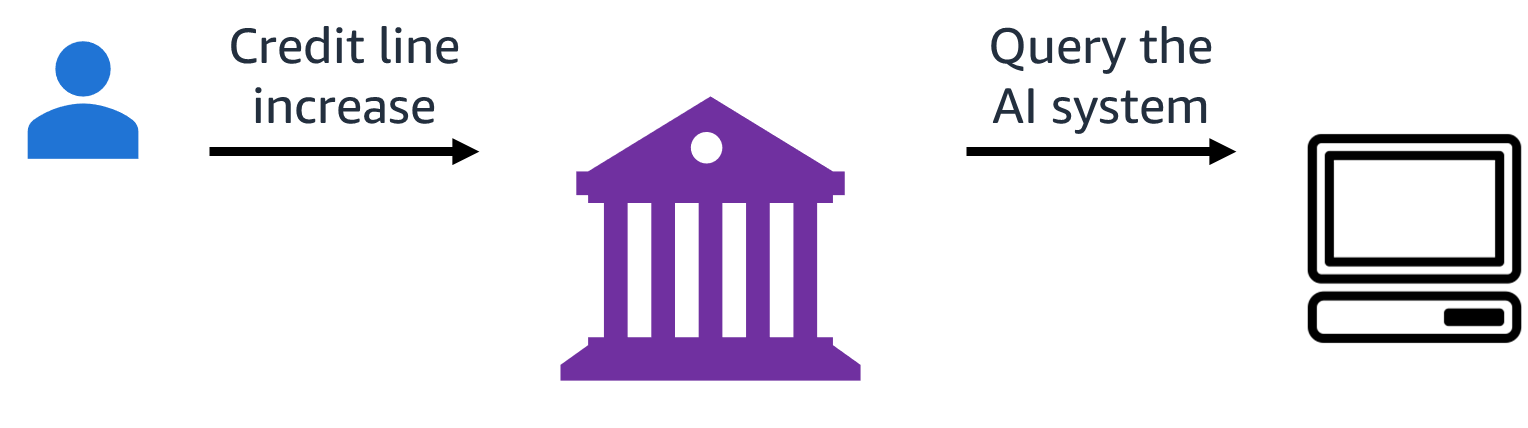 Credit line
increase
Query the
AI system